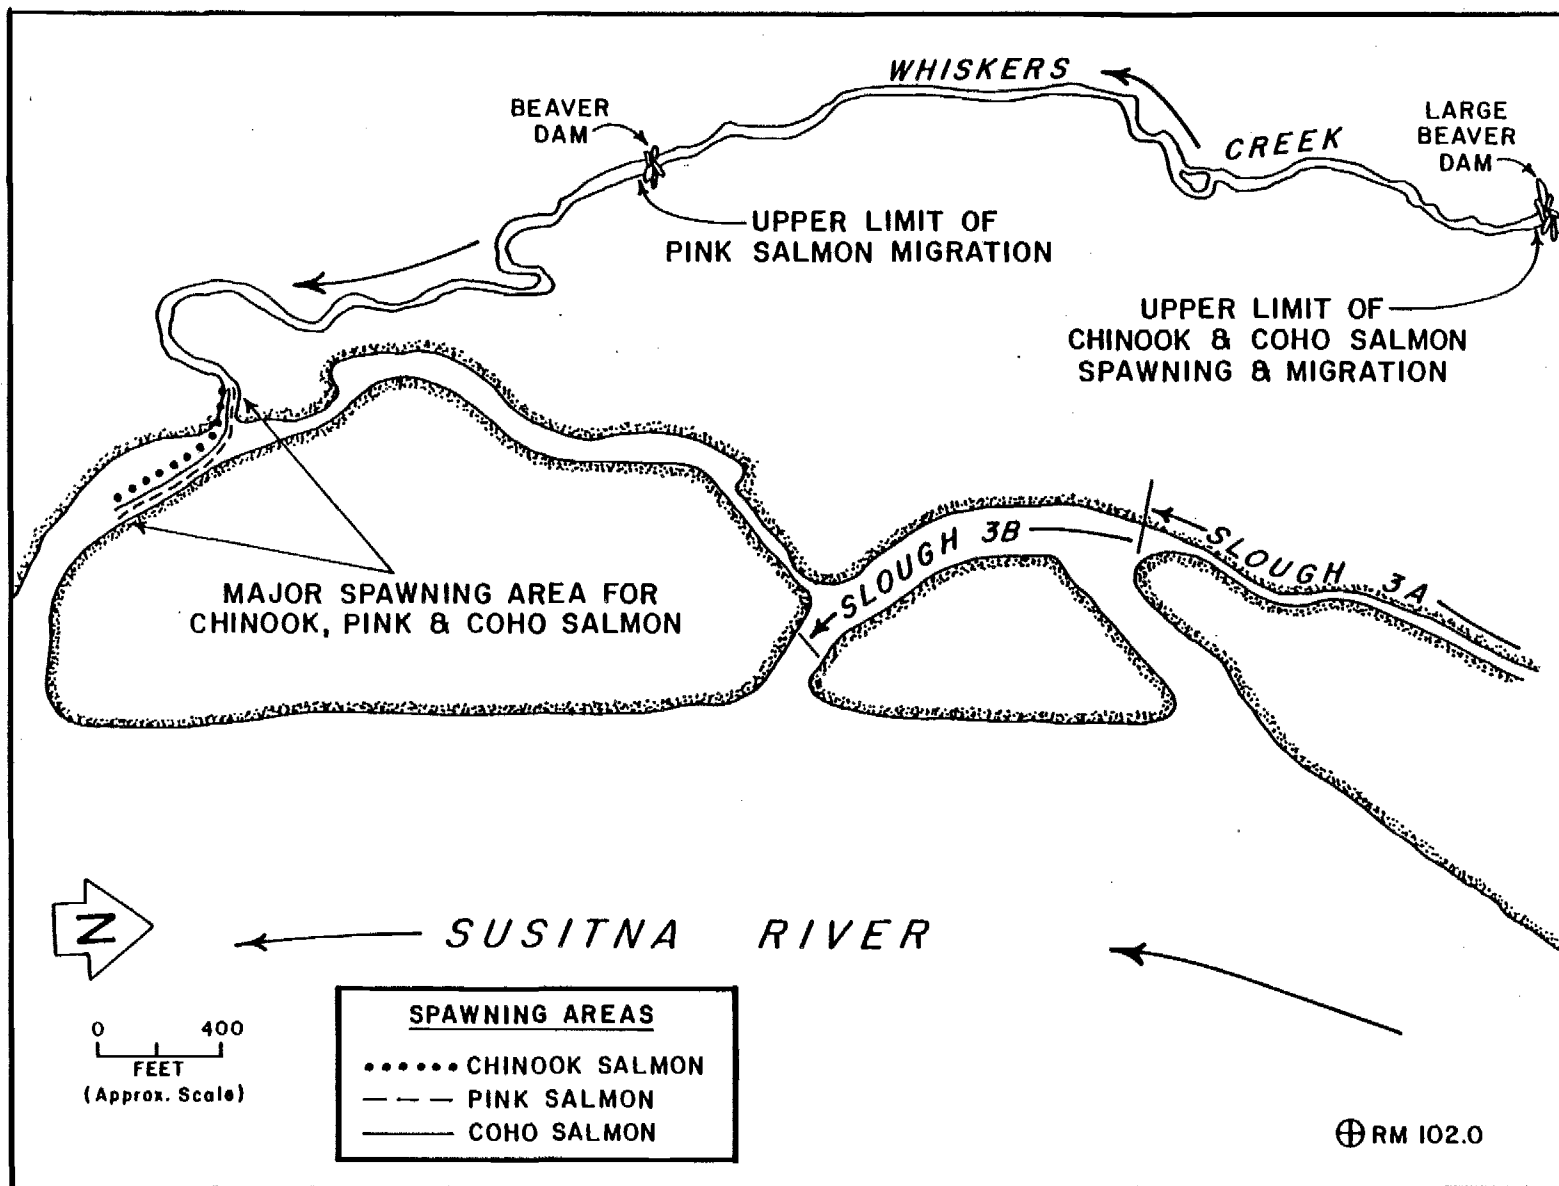 WHISKERS
CREEK
BEAVER
DAM
LARGE
BEAVER
DAM
UPPER LIMIT OF
PINK SALMON MIGRATION
UPPER LIMIT OF
CHINOOK & COHO SALMON
SPAWNING & MIGRATION
SLOUGH 3B
SLOUGH 3A
MAJOR SPAWNING AREA FOR
CHINOOK, PINK & COHO SALMON
N
SUSITNA RIVER
0 400
FEET
(Approx. Scale)
SPAWNING AREAS
CHINOOK SALMON
PINK SALMON
COHO SALMON
RM 102.0